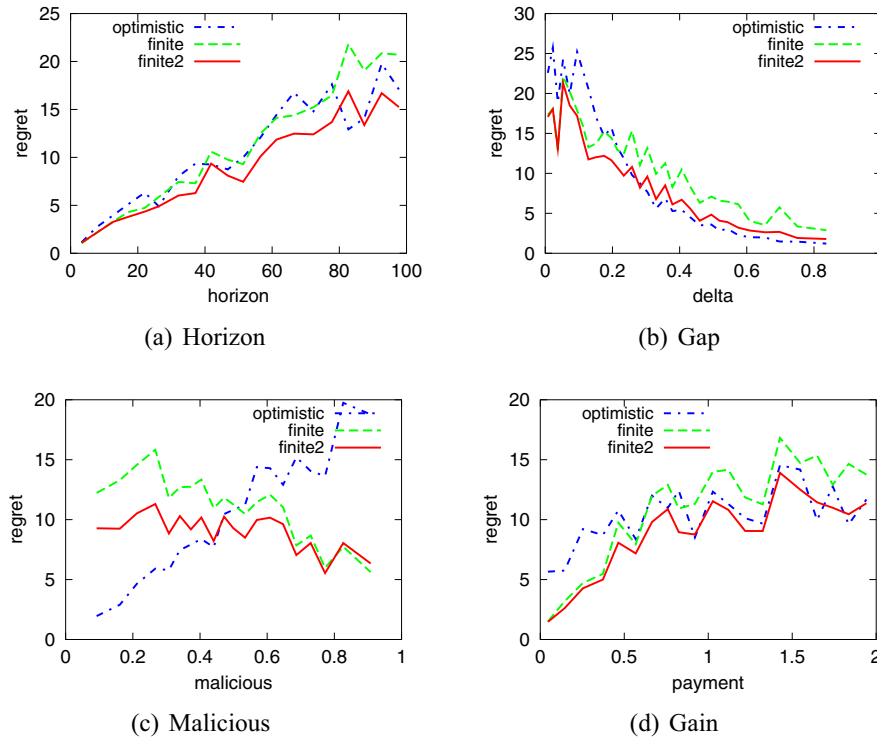 optimistic
finite
finite2
25
20
15
10
5
0
regret
0 20 40 60 80 100
horizon
(a) Horizon
optimistic
finite
finite2
30
25
20
15
10
5
0
regret
0 0.2 0.4 0.6 0.8
delta
(b) Gap
optimistic
finite
finite2
20
15
10
5
0
regret
0 0.2 0.4 0.6 0.8 1
malicious
(c) Malicious
optimistic
finite
finite2
20
15
10
5
0
regret
0 0.5 1 1.5 2
payment
(d) Gain